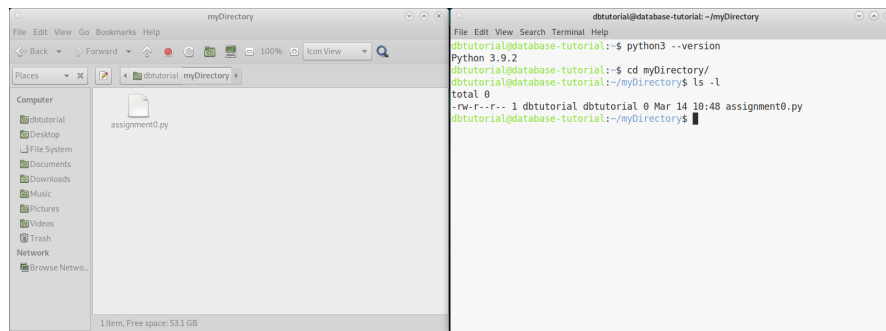 myDirectory
File Edit View Go Bookmarks Help
Back Forward 100% Icon View
Places dbtutorial myDirectory
Computer
dbtutorial
Desktop
File System
Documents
Downloads
Music
Pictures
Videos
Trash
Network
Browse Netwo...
assignment0.py
1 item, Free space: 53.1 GB
dbtutorial@database-tutorial: ~/myDirectory
File Edit View Search Terminal Help
dbtutorial@database-tutorial:~$ python3 --version
Python 3.9.2
dbtutorial@database-tutorial:~$ cd myDirectory/
dbtutorial@database-tutorial:~/myDirectory$ ls -l
total 0
-rw-r--r-- 1 dbtutorial dbtutorial 0 Mar 14 10:48 assignment0.py
dbtutorial@database-tutorial:~/myDirectory$